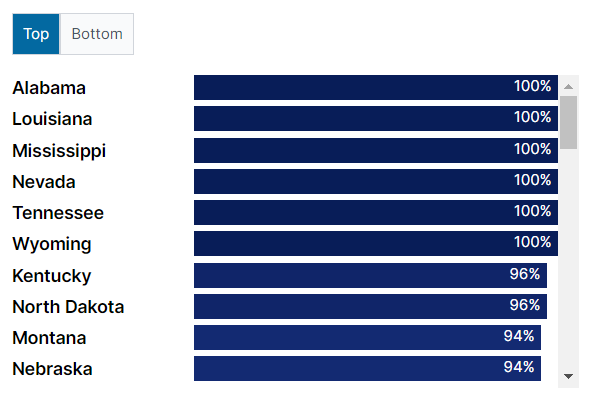 Top Bottom
Alabama 100%
Louisiana 100%
Mississippi 100%
Nevada 100%
Tennessee 100%
Wyoming 100%
Kentucky 96%
North Dakota 96%
Montana 94%
Nebraska 94%